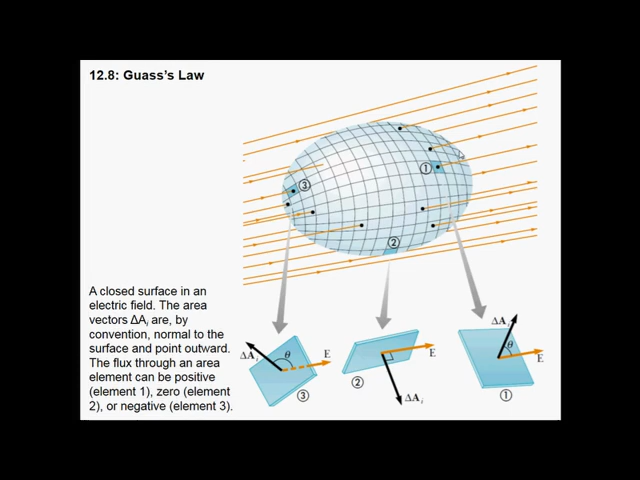 12.8: Guass's Law
①
③
②
A closed surface in an
electric field. The area
vectors ΔAᵢ are, by
convention, normal to the
surface and point outward.
The flux through an area
element can be positive
(element 1), zero (element
2), or negative (element 3).
ΔAᵢ
θ
E
③
E
②
ΔAᵢ
ΔAᵢ
θ
E
①